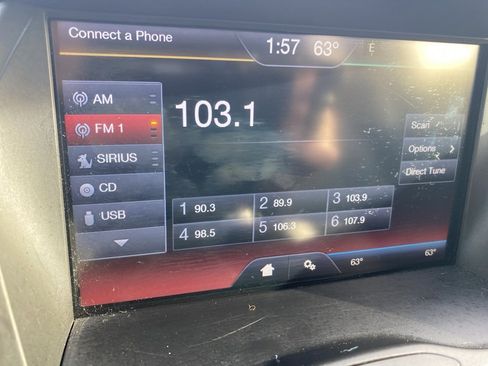 Connect a Phone
1:57 63° E
AM
FM 1
SIRIUS
CD
USB
103.1
Scan
Options >
Direct Tune
1 90.3 2 89.9 3 103.9
4 98.5 5 106.3 6 107.9
63° 63°